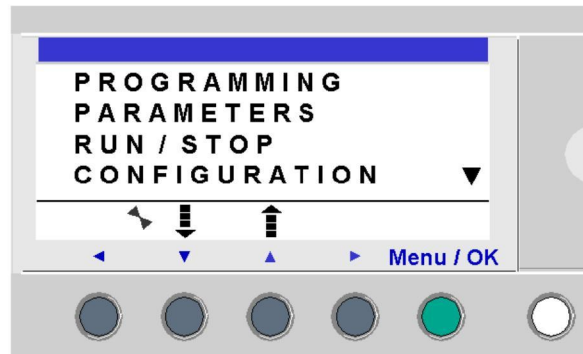 PROGRAMMING
PARAMETERS
RUN / STOP
CONFIGURATION
Menu / OK